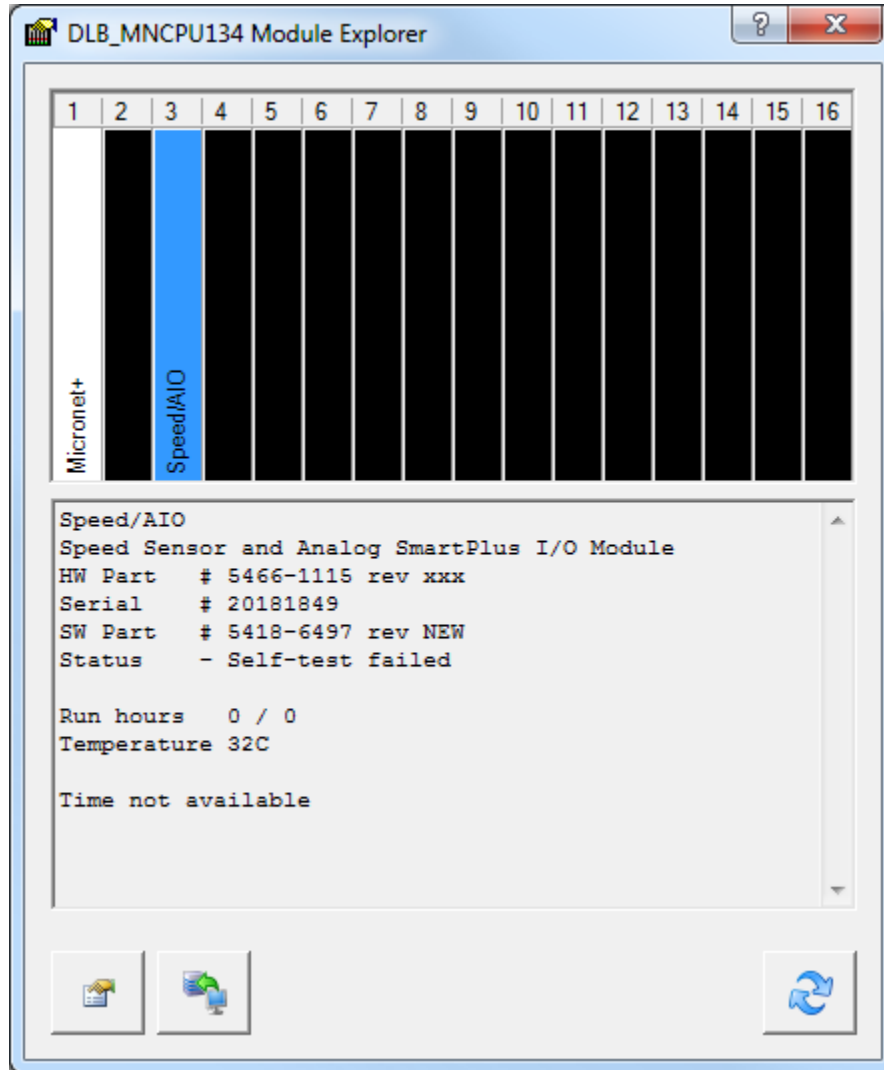 DLB_MNCPU134 Module Explorer
?
1 2 3 4 5 6 7 8 9 10 11 12 13 14 15 16
Micronet+
Speed/AIO
Speed/AIO
Speed Sensor and Analog SmartPlus I/O Module
HW Part # 5466-1115 rev xxx
Serial # 20181849
SW Part # 5418-6497 rev NEW
Status - Self-test failed
Run hours 0 / 0
Temperature 32C
Time not available